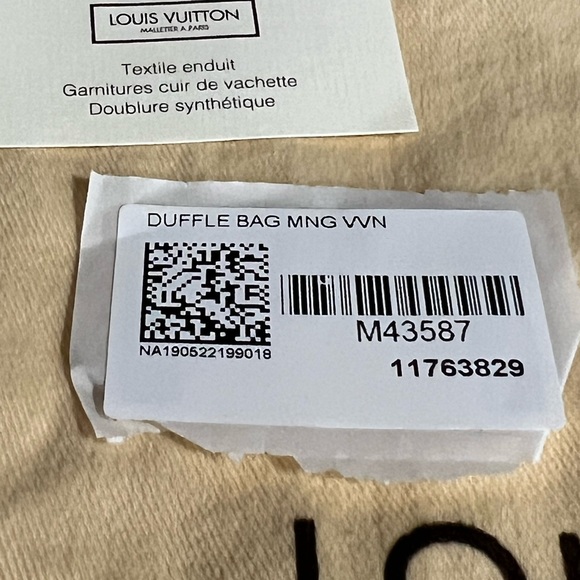 LOUIS VUITTON
MALLETIER A PARIS
Textile enduit
Garnitures cuir de vachette
Doublure synthétique
DUFFLE BAG MNG VVN
NA190522199018
M43587
11763829